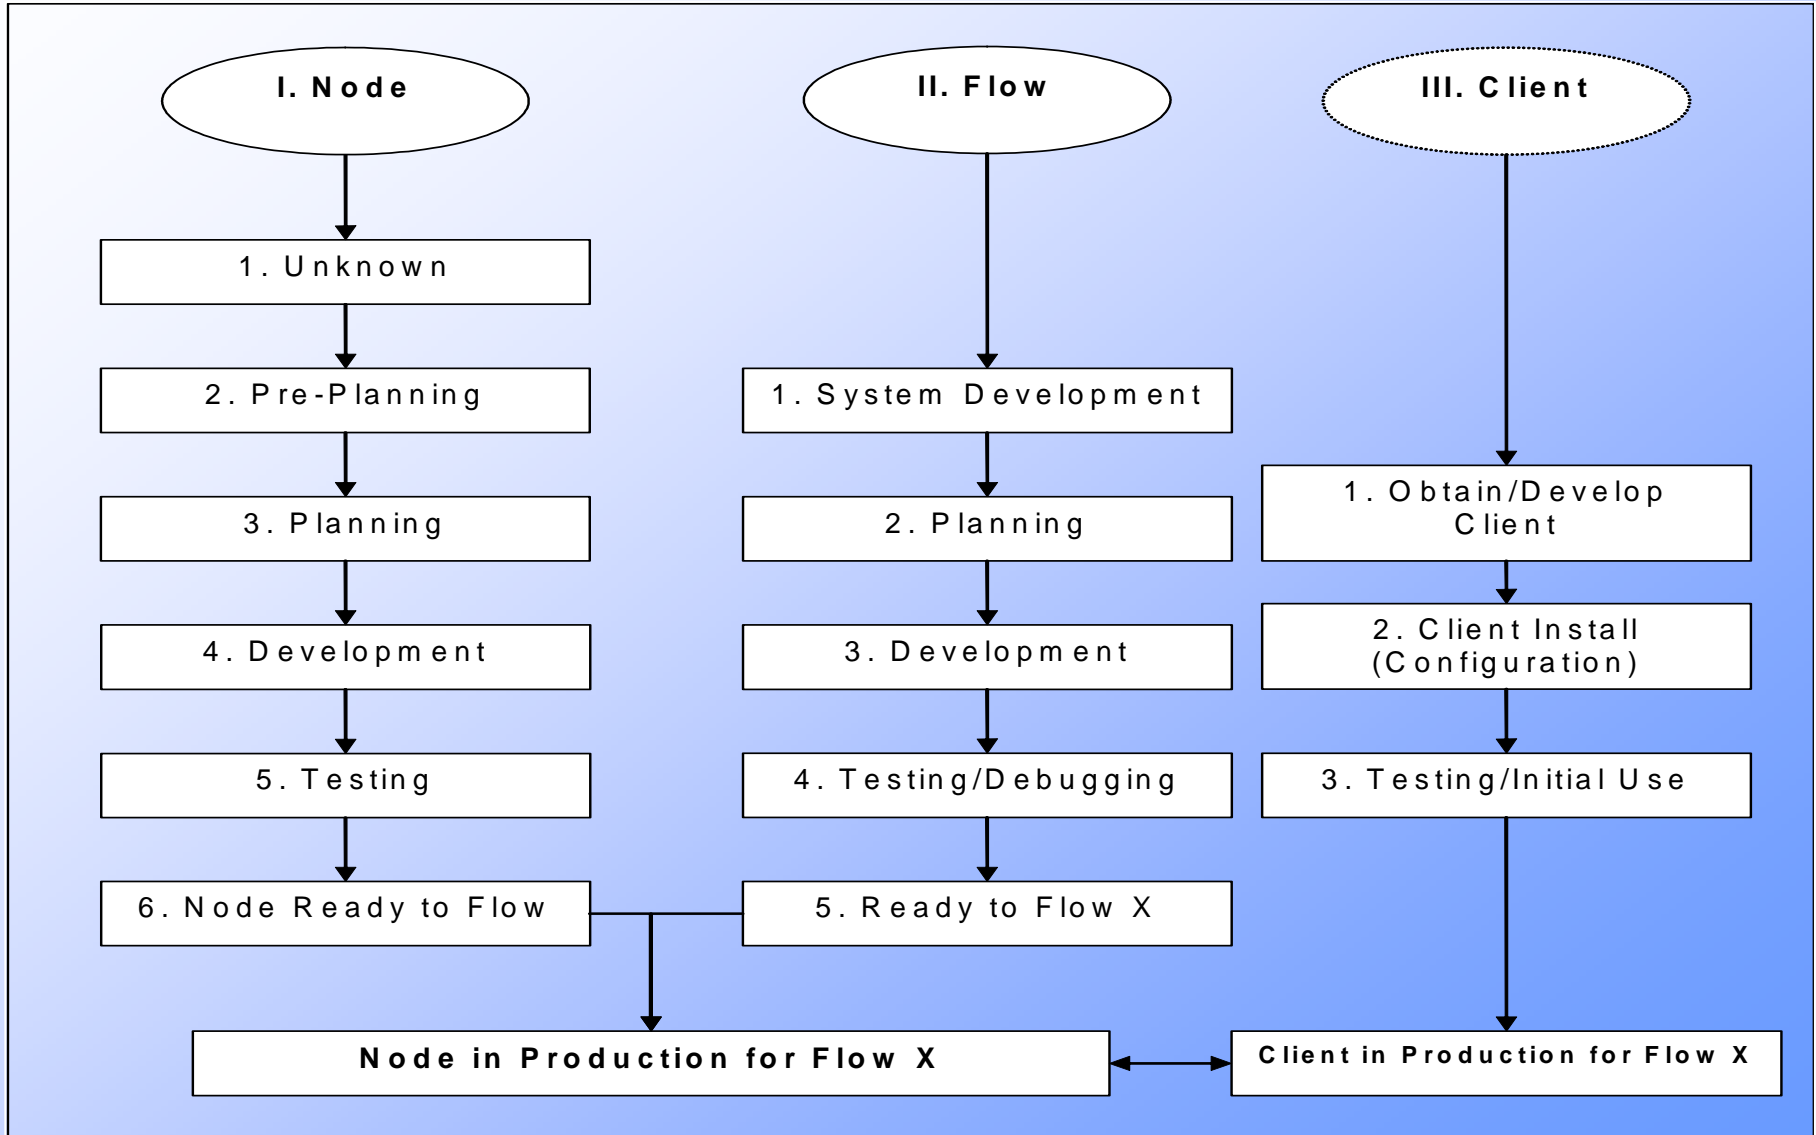 I. Node
II. Flow
III. Client
1. Unknown
2. Pre-Planning
1. System Development
1. Obtain/Develop
Client
3. Planning
2. Planning
2. Client Install
(Configuration)
4. Development
3. Development
5. Testing
4. Testing/Debugging
3. Testing/Initial Use
6. Node Ready to Flow
5. Ready to Flow X
Node in Production for Flow X
Client in Production for Flow X